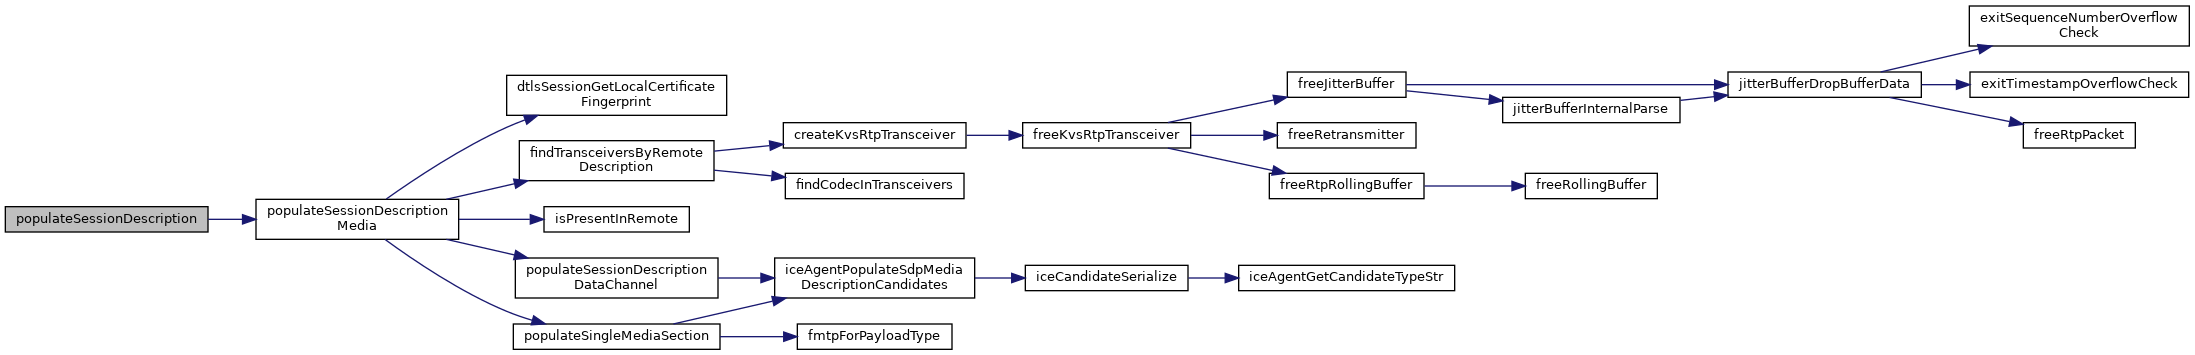 populateSessionDescription
populateSessionDescription
Media
dtlsSessionGetLocalCertificate
Fingerprint
findTransceiversByRemote
Description
isPresentInRemote
populateSessionDescription
DataChannel
populateSingleMediaSection
createKvsRtpTransceiver
findCodecInTransceivers
iceAgentPopulateSdpMedia
DescriptionCandidates
fmtpForPayloadType
freeKvsRtpTransceiver
iceCandidateSerialize
freeJitterBuffer
freeRetransmitter
freeRtpRollingBuffer
iceAgentGetCandidateTypeStr
jitterBufferInternalParse
freeRollingBuffer
jitterBufferDropBufferData
exitSequenceNumberOverflow
Check
exitTimestampOverflowCheck
freeRtpPacket